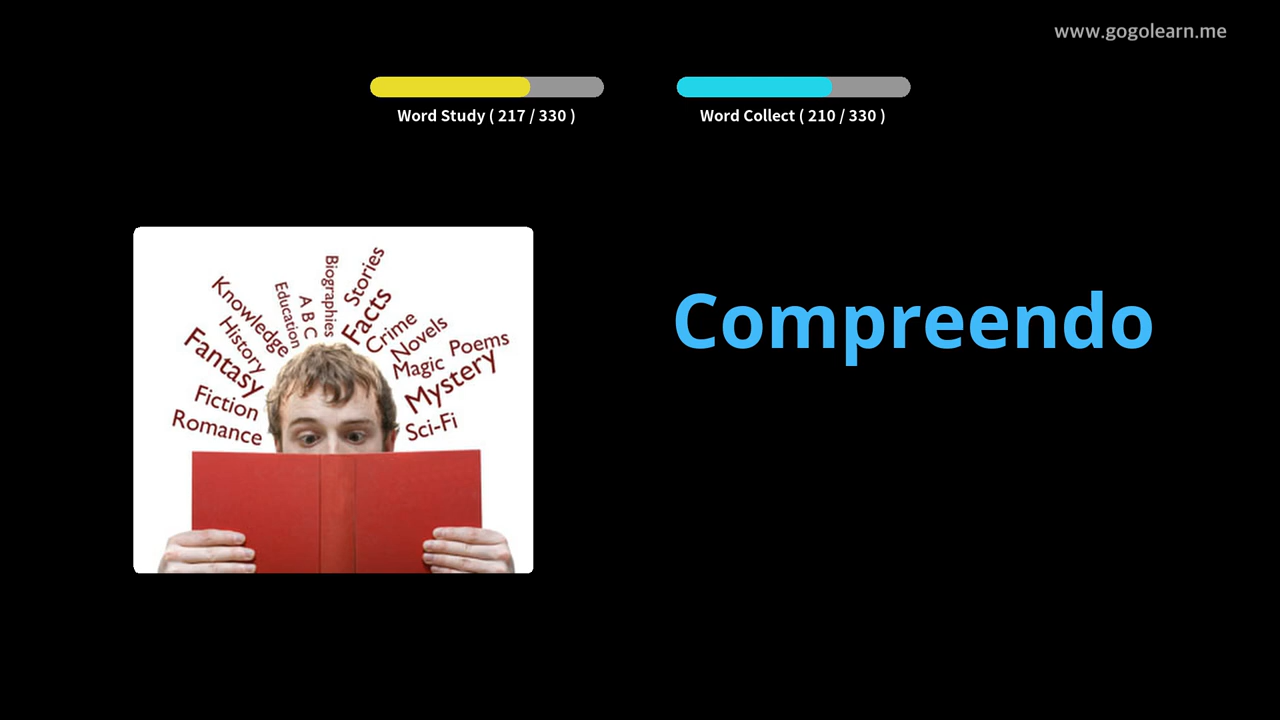 www.gogolearn.me
Word Study ( 217 / 330 )
Word Collect ( 210 / 330 )
Compreendo
Romance
Fiction
Fantasy
History
Knowledge
Education
A B C
Biographies
Stories
Facts
Crime
Novels
Magic
Poems
Mystery
Sci-Fi